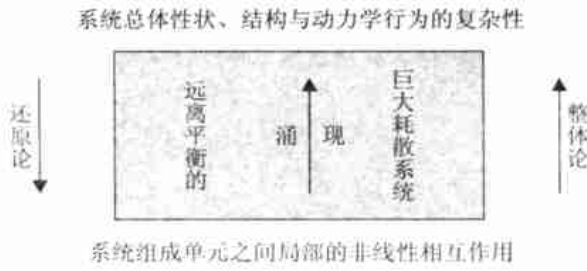 系统总体性状、结构与动力学行为的复杂性
还原论
远离平衡的
涌 现
巨大耗散系统
整体论
系统组成单元之间局部的非线性相互作用